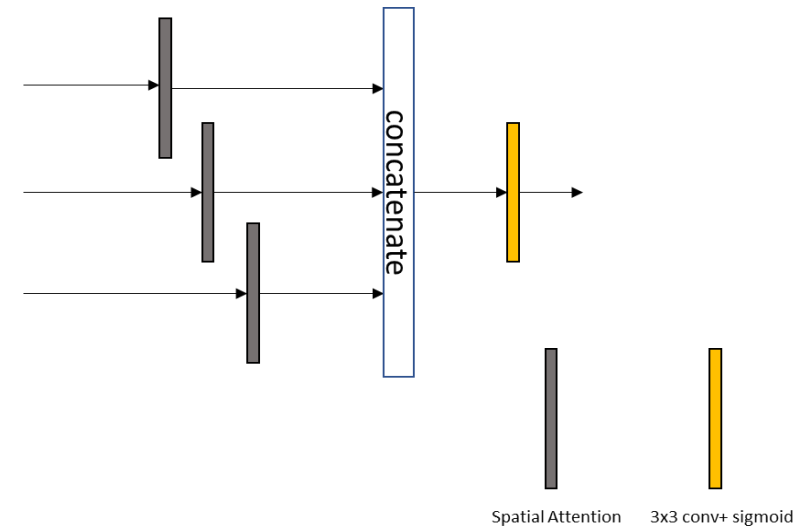 concatenate
Spatial Attention
3x3 conv+ sigmoid